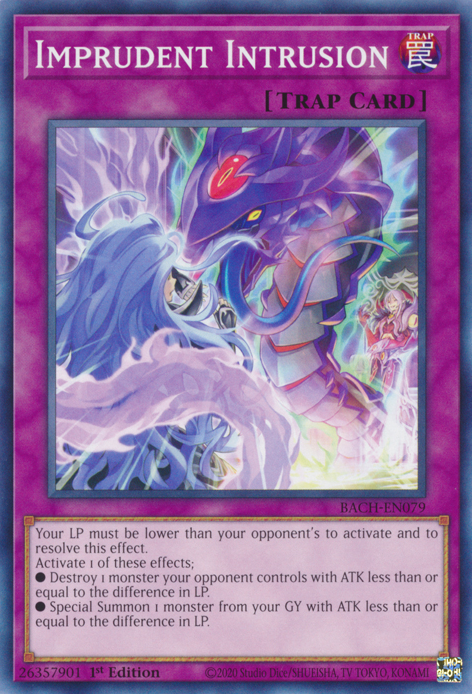 IMPRUDENT INTRUSION
TRAP
罠
[TRAP CARD]
BACH-EN079
Your LP must be lower than your opponent's to activate and to
resolve this effect.
Activate 1 of these effects;
● Destroy 1 monster your opponent controls with ATK less than or
equal to the difference in LP.
● Special Summon 1 monster from your GY with ATK less than or
equal to the difference in LP.
26357901 1st Edition ©2020 Studio Dice/SHUEISHA, TV TOKYO, KONAMI